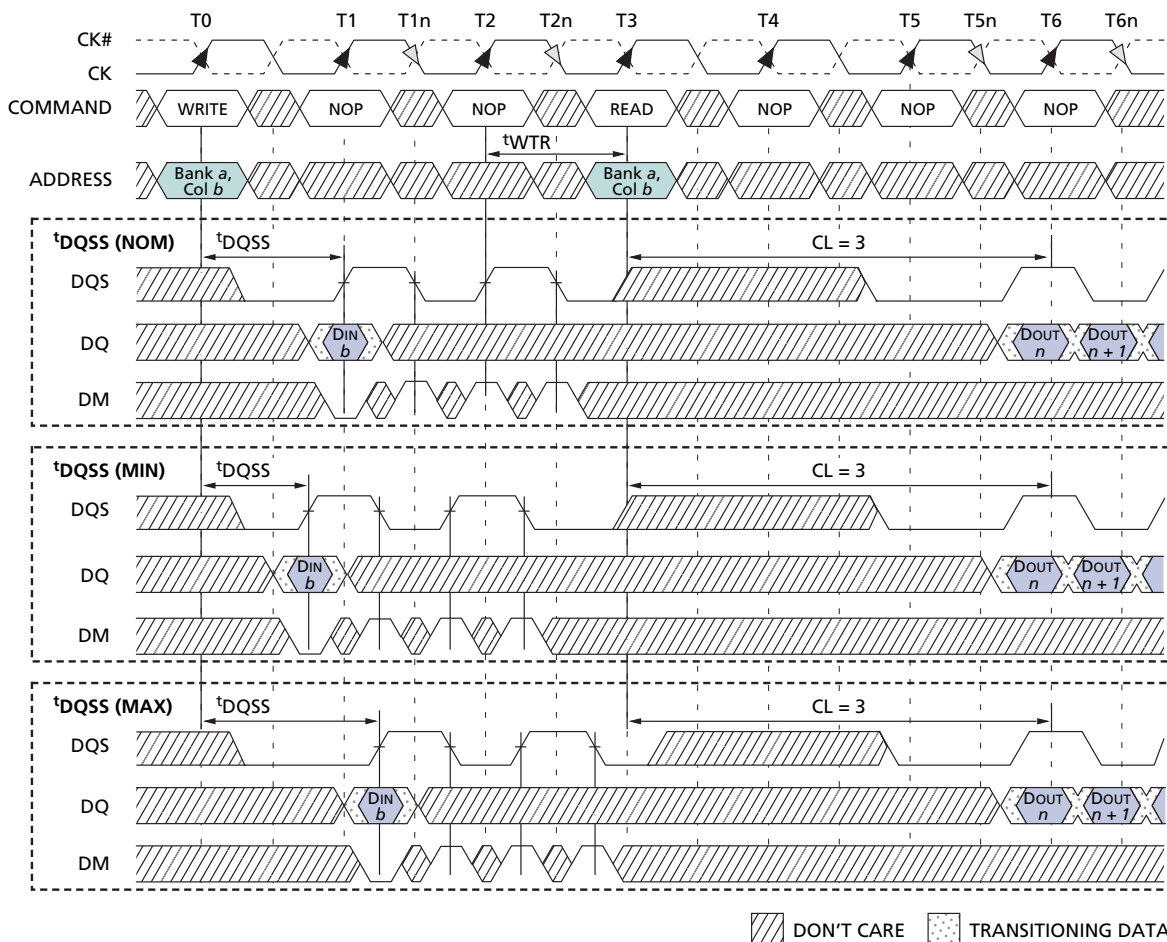 T0 T1 T1n T2 T2n T3 T4 T5 T5n T6 T6n
CK#
CK
COMMAND WRITE NOP NOP READ NOP NOP NOP
tWTR
ADDRESS Bank a, Col b Bank a, Col b
tDQSS (NOM) tDQSS CL = 3
DQS
DQ DIN b DOUT n DOUT n + 1
DM
tDQSS (MIN) tDQSS CL = 3
DQS
DQ DIN b DOUT n DOUT n + 1
DM
tDQSS (MAX) tDQSS CL = 3
DQS
DQ DIN b DOUT n DOUT n + 1
DM
DON'T CARE TRANSITIONING DATA